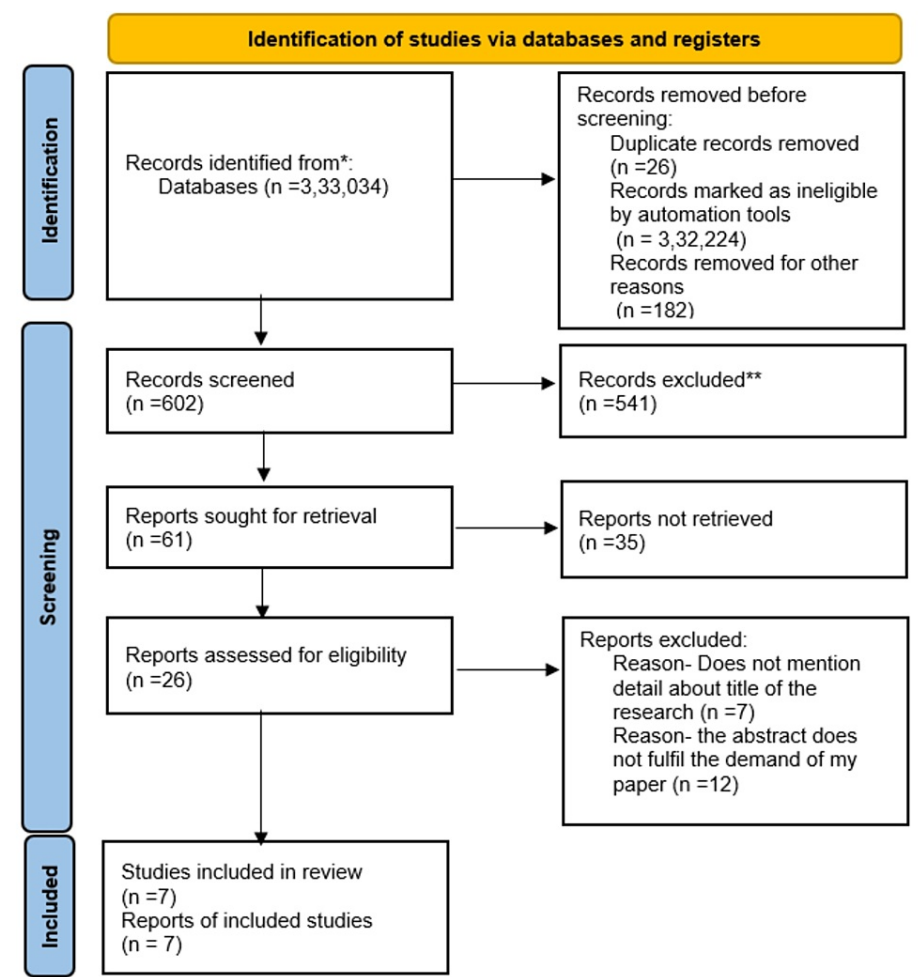 Identification of studies via databases and registers
Identification
Records identified from*:
Databases (n =3,33,034)
Records removed before
screening:
Duplicate records removed
(n =26)
Records marked as ineligible
by automation tools
(n = 3,32,224)
Records removed for other
reasons
(n =182)
Screening
Records screened
(n =602)
Records excluded**
(n =541)
Reports sought for retrieval
(n =61)
Reports not retrieved
(n =35)
Reports assessed for eligibility
(n =26)
Reports excluded:
Reason- Does not mention
detail about title of the
research (n =7)
Reason- the abstract does
not fulfil the demand of my
paper (n =12)
Included
Studies included in review
(n =7)
Reports of included studies
(n = 7)